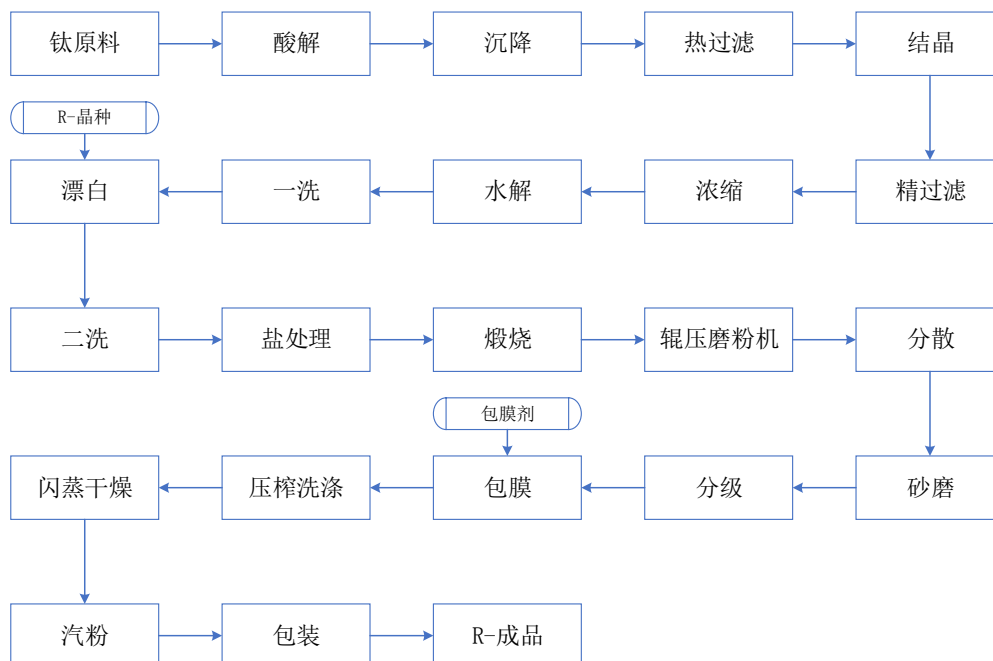 钛原料
酸解
沉降
热过滤
结晶
R-晶种
漂白
一洗
水解
浓缩
精过滤
二洗
盐处理
煅烧
辊压磨粉机
分散
包膜剂
闪蒸干燥
压榨洗涤
包膜
分级
砂磨
汽粉
包装
R-成品